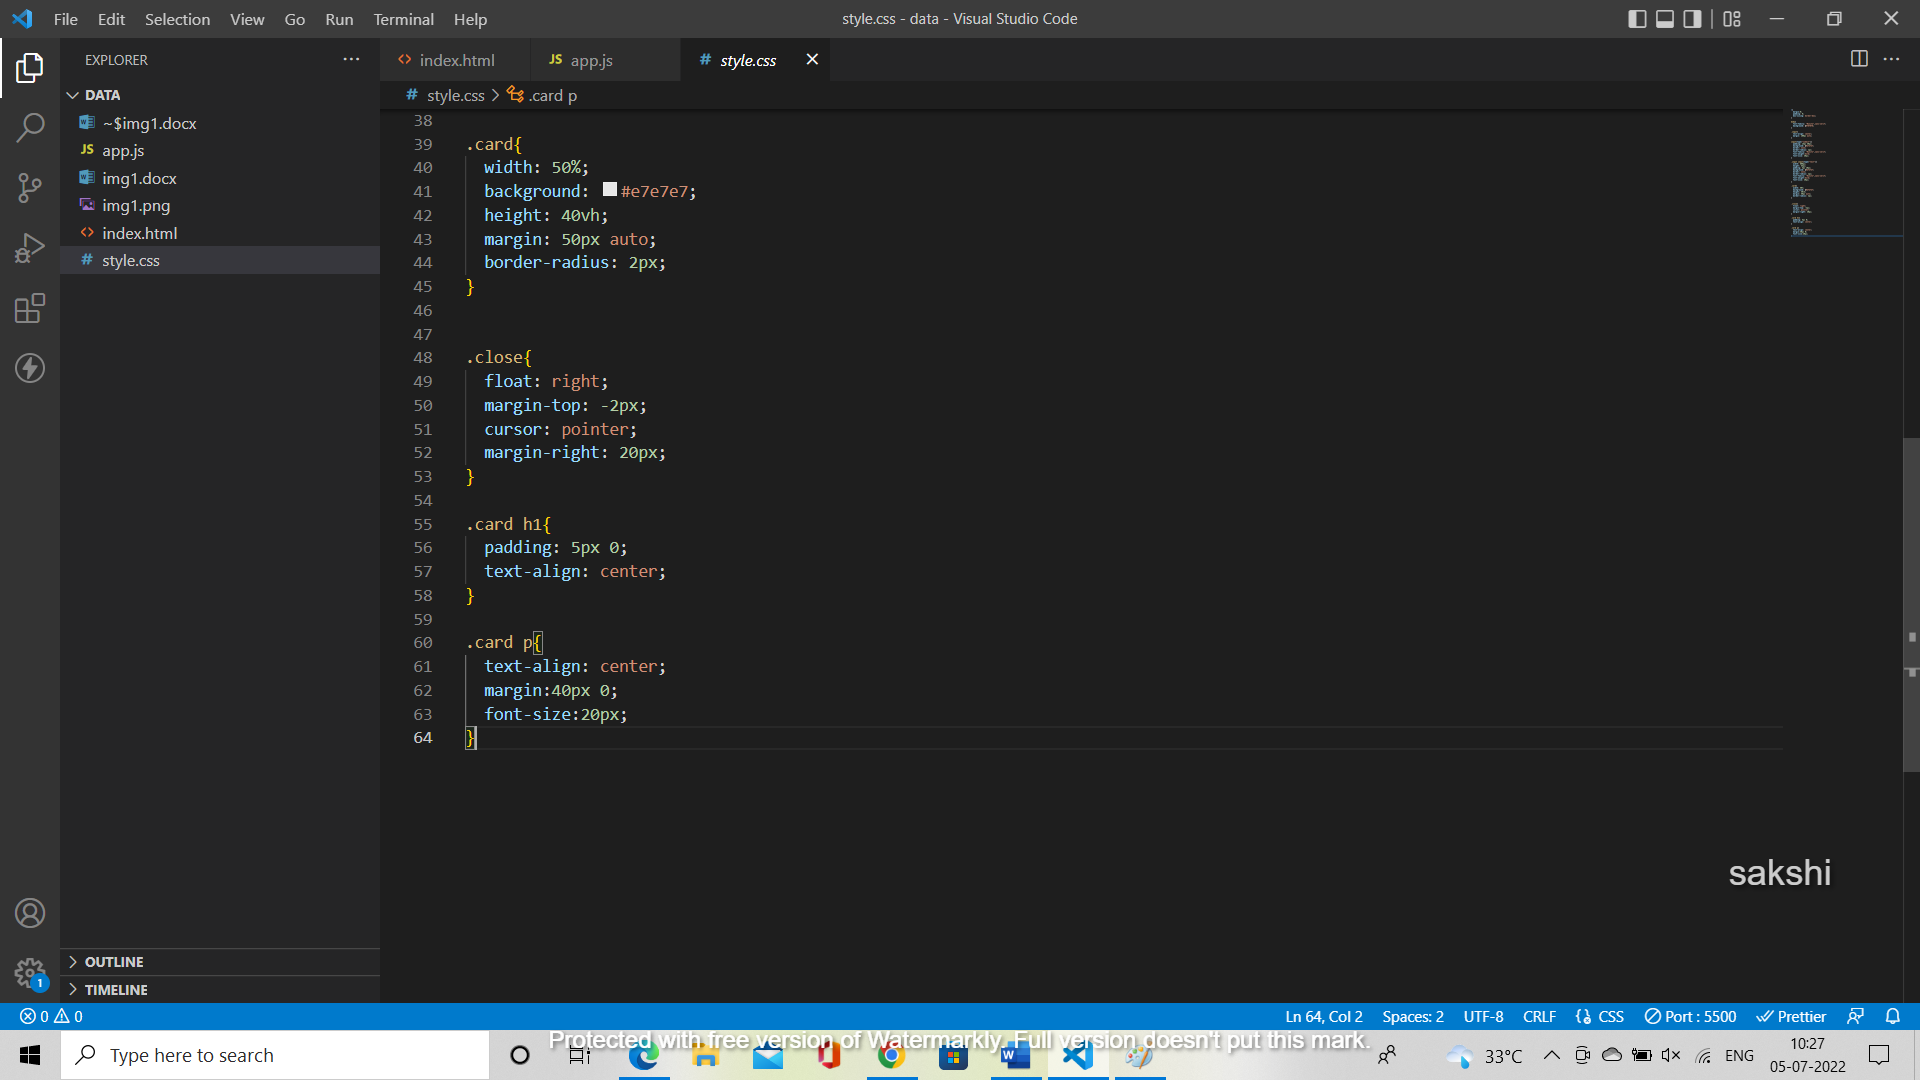 File Edit Selection View Go Run Terminal Help
style.css - data - Visual Studio Code
EXPLORER
DATA
~$img1.docx
app.js
img1.docx
img1.png
index.html
style.css
OUTLINE
TIMELINE
index.html
JS app.js
# style.css
# style.css > .card p
38
39 .card{
40 width: 50%;
41 background: #e7e7e7;
42 height: 40vh;
43 margin: 50px auto;
44 border-radius: 2px;
45 }
46
47
48 .close{
49 float: right;
50 margin-top: -2px;
51 cursor: pointer;
52 margin-right: 20px;
53 }
54
55 .card h1{
56 padding: 5px 0;
57 text-align: center;
58 }
59
60 .card p{
61 text-align: center;
62 margin:40px 0;
63 font-size:20px;
64 }
sakshi
1
0 0
Ln 64, Col 2 Spaces: 2 UTF-8 CRLF CSS Port : 5500 Prettier
Protected with free version of Watermarkly. Full version doesn't put this mark.
Type here to search
33°C ENG
10:27
05-07-2022